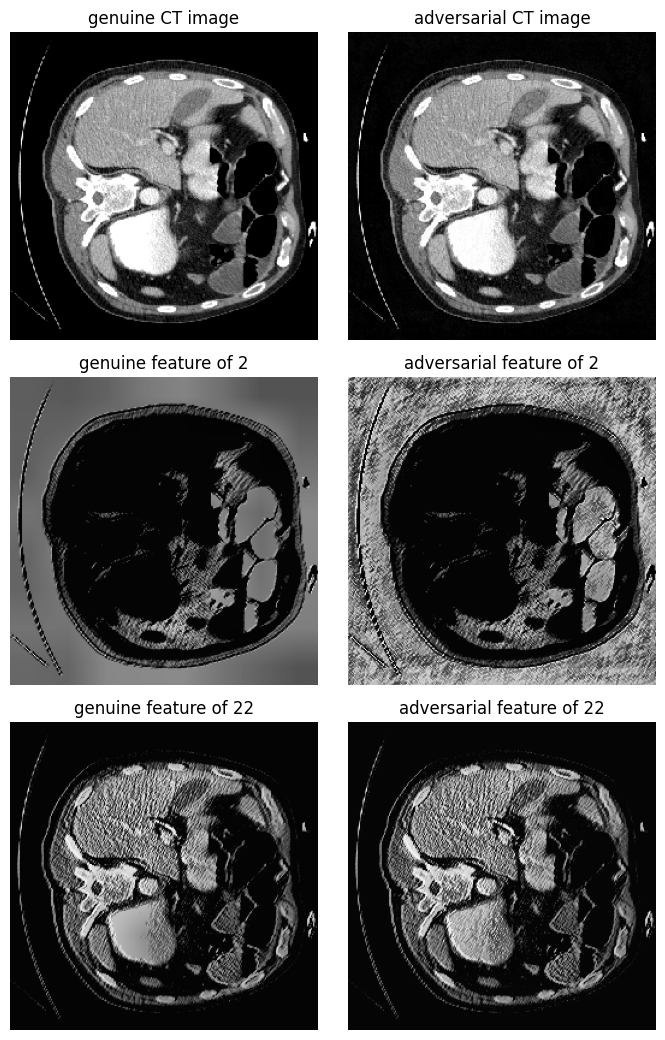 genuine CT image
adversarial CT image
genuine feature of 2
adversarial feature of 2
genuine feature of 22
adversarial feature of 22